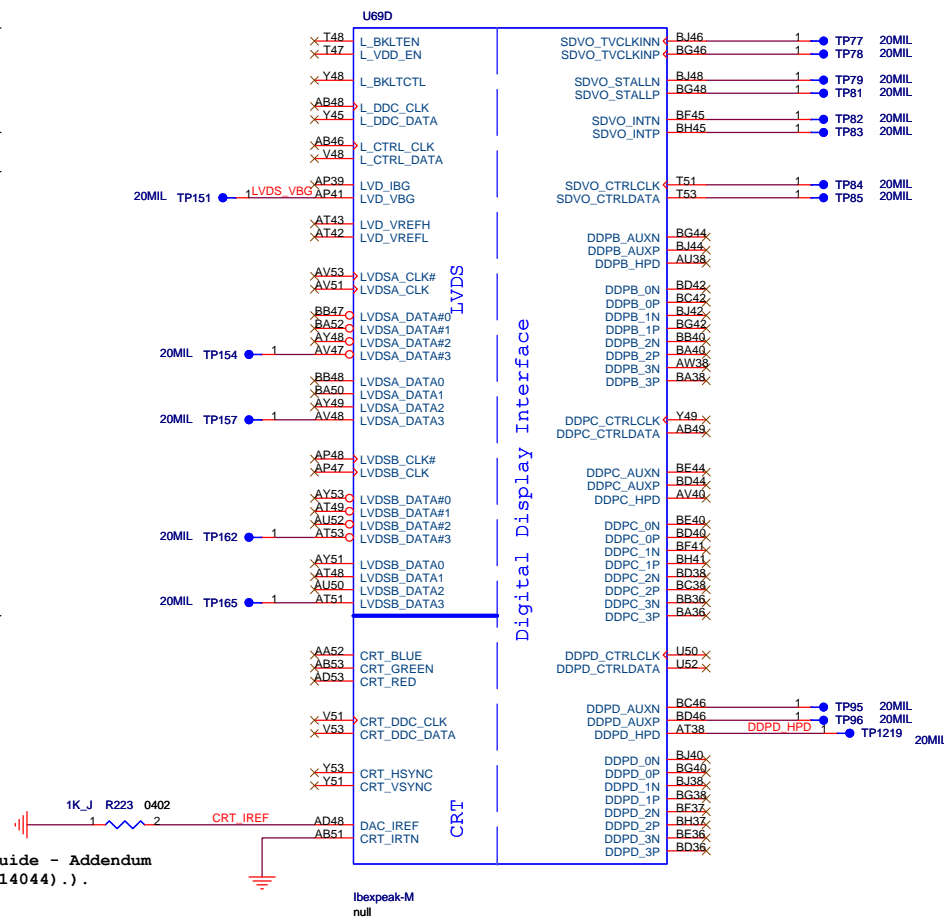 U69D
T48 L_BKLTEN
T47 L_VDD_EN
Y48 L_BKLTCTL
AB48 L_DDC_CLK
Y45 L_DDC_DATA
AB46 L_CTRL_CLK
V48 L_CTRL_DATA
AP39 LVD_IBG
20MIL TP151 1 LVDS_VBG AP41 LVD_VBG
AT43 LVD_VREFH
AT42 LVD_VREFL
AV53 LVDSA_CLK#
AV51 LVDSA_CLK
BB47 LVDSA_DATA#0
BA52 LVDSA_DATA#1
AY48 LVDSA_DATA#2
20MIL TP154 1 AV47 LVDSA_DATA#3
BB48 LVDSA_DATA0
BA50 LVDSA_DATA1
AY49 LVDSA_DATA2
20MIL TP157 1 AV48 LVDSA_DATA3
AP48 LVDSB_CLK#
AP47 LVDSB_CLK
AY53 LVDSB_DATA#0
AT49 LVDSB_DATA#1
AU52 LVDSB_DATA#2
20MIL TP162 1 AT53 LVDSB_DATA#3
AY51 LVDSB_DATA0
AT48 LVDSB_DATA1
AU50 LVDSB_DATA2
20MIL TP165 1 AT51 LVDSB_DATA3
AA52 CRT_BLUE
AB53 CRT_GREEN
AD53 CRT_RED
V51 CRT_DDC_CLK
V53 CRT_DDC_DATA
Y53 CRT_HSYNC
Y51 CRT_VSYNC
1K_J R223 0402
1 2 CRT_IREF AD48 DAC_IREF
AB51 CRT_IRTN
LVDS
CRT
Digital Display Interface
SDVO_TVCLKINN BJ46 1 TP77 20MIL
SDVO_TVCLKINP BG46 1 TP78 20MIL
SDVO_STALLN BJ48 1 TP79 20MIL
SDVO_STALLP BG48 1 TP81 20MIL
SDVO_INTN BF45 1 TP82 20MIL
SDVO_INTP BH45 1 TP83 20MIL
SDVO_CTRLCLK T51 1 TP84 20MIL
SDVO_CTRLDATA T53 1 TP85 20MIL
DDPB_AUXN BG44
DDPB_AUXP BJ44
DDPB_HPD AU38
DDPB_0N BD42
DDPB_0P BC42
DDPB_1N BJ42
DDPB_1P BG42
DDPB_2N BB40
DDPB_2P BA40
DDPB_3N AW38
DDPB_3P BA38
DDPC_CTRLCLK Y49
DDPC_CTRLDATA AB49
DDPC_AUXN BE44
DDPC_AUXP BD44
DDPC_HPD AV40
DDPC_0N BE40
DDPC_0P BD40
DDPC_1N BF41
DDPC_1P BH41
DDPC_2N BD38
DDPC_2P BC38
DDPC_3N BB36
DDPC_3P BA36
DDPD_CTRLCLK U50
DDPD_CTRLDATA U52
DDPD_AUXN BC46 1 TP95 20MIL
DDPD_AUXP BD46 1 TP96 20MIL
DDPD_HPD AT38 DDPD_HPD 1 TP1219 20MIL
DDPD_0N BJ40
DDPD_0P BG40
DDPD_1N BJ38
DDPD_1P BG38
DDPD_2N BF37
DDPD_2P BH37
DDPD_3N BE36
DDPD_3P BD36
uide - Addendum
14044).).
Ibexpeak-M
null